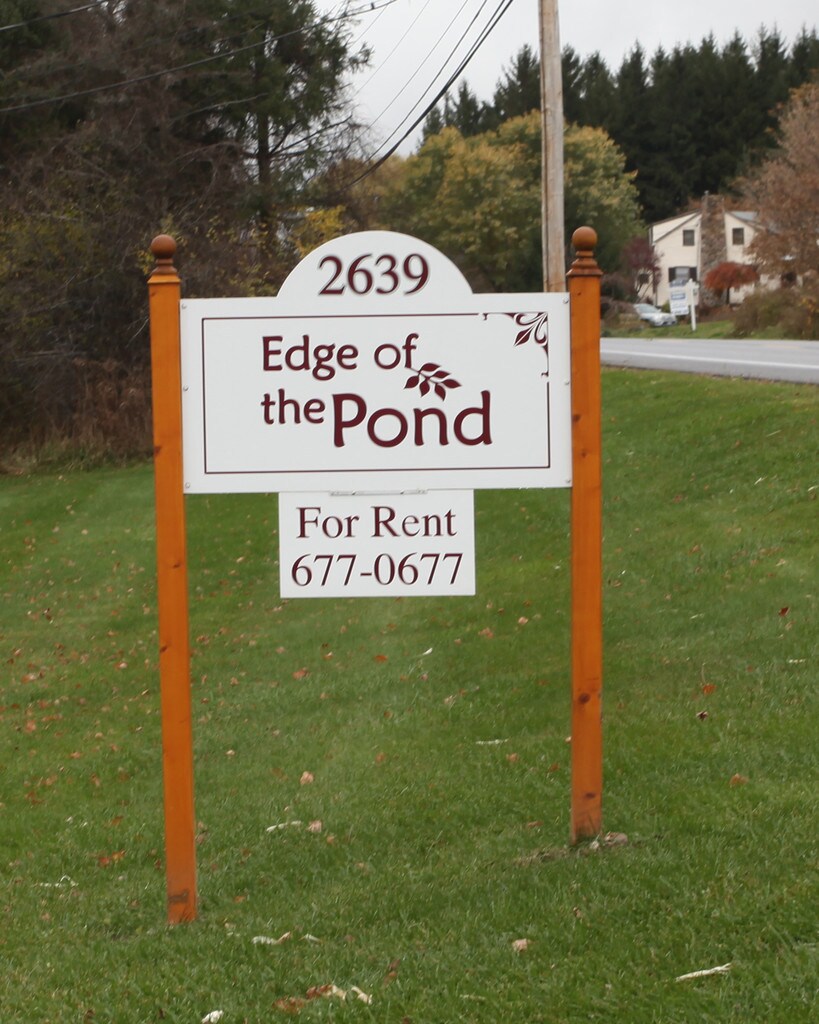 2639
Edge of
the Pond
For Rent
677-0677